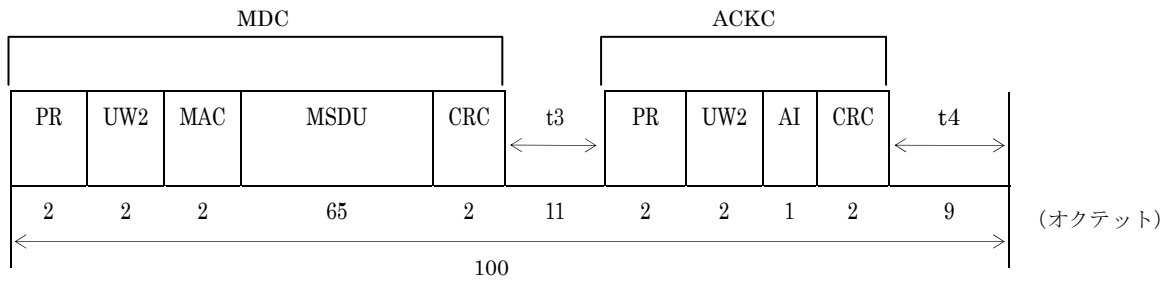 MDC ACKC
PR UW2 MAC MSDU CRC t3 PR UW2 AI CRC t4
2 2 2 65 2 11 2 2 1 2 9 (オクテット)
100